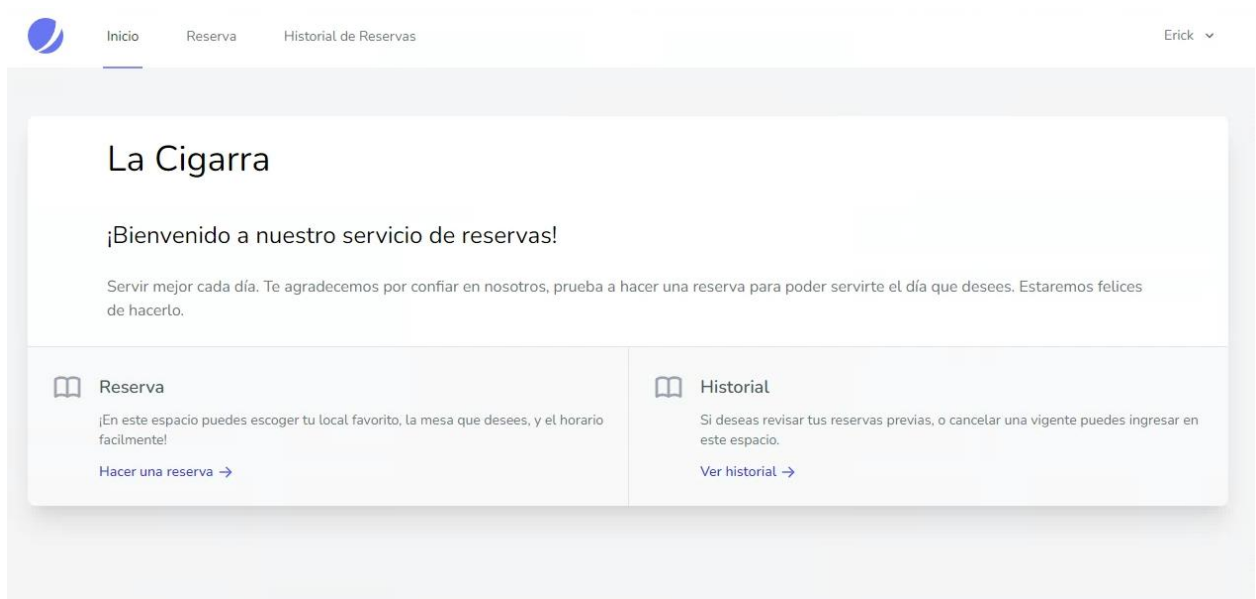 Inicio Reserva Historial de Reservas Erick
La Cigarra
¡Bienvenido a nuestro servicio de reservas!
Servir mejor cada día. Te agradecemos por confiar en nosotros, prueba a hacer una reserva para poder servirte el día que desees. Estaremos felices
de hacerlo.
Reserva
¡En este espacio puedes escoger tu local favorito, la mesa que desees, y el horario
facilmente!
Hacer una reserva →
Historial
Si deseas revisar tus reservas previas, o cancelar una vigente puedes ingresar en
este espacio.
Ver historial →